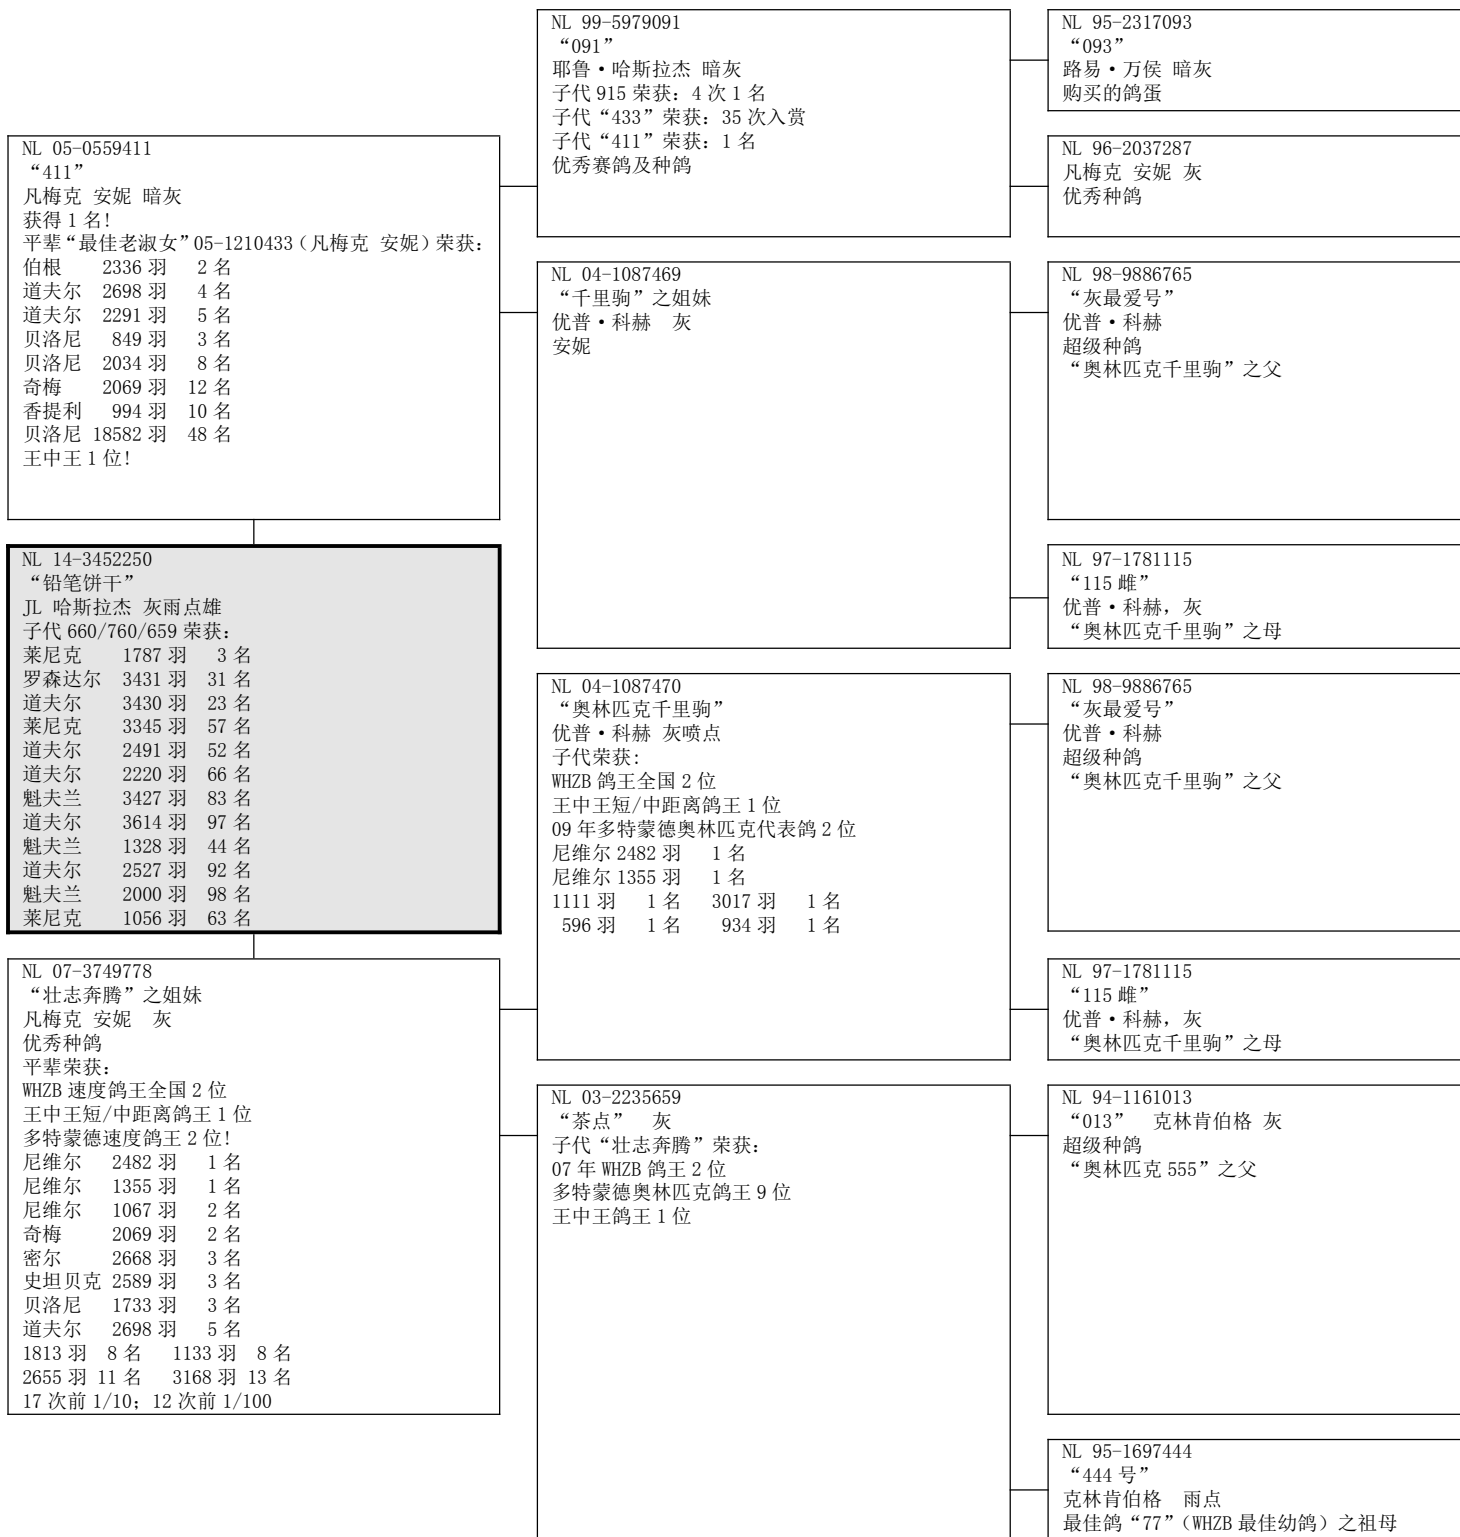 NL 05-0559411
“411”
凡梅克 安妮 暗灰
获得 1 名!
平辈“最佳老淑女”05-1210433（凡梅克 安妮）荣获:
伯根 2336 羽 2 名
道夫尔 2698 羽 4 名
道夫尔 2291 羽 5 名
贝洛尼 849 羽 3 名
贝洛尼 2034 羽 8 名
奇梅 2069 羽 12 名
香提利 994 羽 10 名
贝洛尼 18582 羽 48 名
王中王 1 位!
NL 14-3452250
“铅笔饼干”
JL 哈斯拉杰 灰雨点雄
子代 660/760/659 荣获:
莱尼克 1787 羽 3 名
罗森达尔 3431 羽 31 名
道夫尔 3430 羽 23 名
莱尼克 3345 羽 57 名
道夫尔 2491 羽 52 名
道夫尔 2220 羽 66 名
魁夫兰 3427 羽 83 名
道夫尔 3614 羽 97 名
魁夫兰 1328 羽 44 名
道夫尔 2527 羽 92 名
魁夫兰 2000 羽 98 名
莱尼克 1056 羽 63 名
NL 07-3749778
“壮志奔腾”之姐妹
凡梅克 安妮 灰
优秀种鸽
平辈荣获:
WHZB 速度鸽王全国 2 位
王中王短/中距离鸽王 1 位
多特蒙德速度鸽王 2 位!
尼维尔 2482 羽 1 名
尼维尔 1355 羽 1 名
尼维尔 1067 羽 2 名
奇梅 2069 羽 2 名
密尔 2668 羽 3 名
史坦贝克 2589 羽 3 名
贝洛尼 1733 羽 3 名
道夫尔 2698 羽 5 名
1813 羽 8 名 1133 羽 8 名
2655 羽 11 名 3168 羽 13 名
17 次前 1/10; 12 次前 1/100
NL 99-5979091
“091”
耶鲁•哈斯拉杰 暗灰
子代 915 荣获: 4 次 1 名
子代“433”荣获: 35 次入赏
子代“411”荣获: 1 名
优秀赛鸽及种鸽
NL 04-1087469
“千里驹”之姐妹
优普•科赫 灰
安妮
NL 04-1087470
“奥林匹克千里驹”
优普•科赫 灰喷点
子代荣获:
WHZB 鸽王全国 2 位
王中王短/中距离鸽王 1 位
09 年多特蒙德奥林匹克代表鸽 2 位
尼维尔 2482 羽 1 名
尼维尔 1355 羽 1 名
1111 羽 1 名 3017 羽 1 名
596 羽 1 名 934 羽 1 名
NL 03-2235659
“茶点” 灰
子代“壮志奔腾”荣获:
07 年 WHZB 鸽王 2 位
多特蒙德奥林匹克鸽王 9 位
王中王鸽王 1 位
NL 95-2317093
“093”
路易•万侯 暗灰
购买的鸽蛋
NL 96-2037287
凡梅克 安妮 灰
优秀种鸽
NL 98-9886765
“灰最爱号”
优普•科赫
超级种鸽
“奥林匹克千里驹”之父
NL 97-1781115
“115 雌”
优普•科赫, 灰
“奥林匹克千里驹”之母
NL 98-9886765
“灰最爱号”
优普•科赫
超级种鸽
“奥林匹克千里驹”之父
NL 97-1781115
“115 雌”
优普•科赫, 灰
“奥林匹克千里驹”之母
NL 94-1161013
“013” 克林肯伯格 灰
超级种鸽
“奥林匹克 555”之父
NL 95-1697444
“444 号”
克林肯伯格 雨点
最佳鸽“77”(WHZB 最佳幼鸽) 之祖母